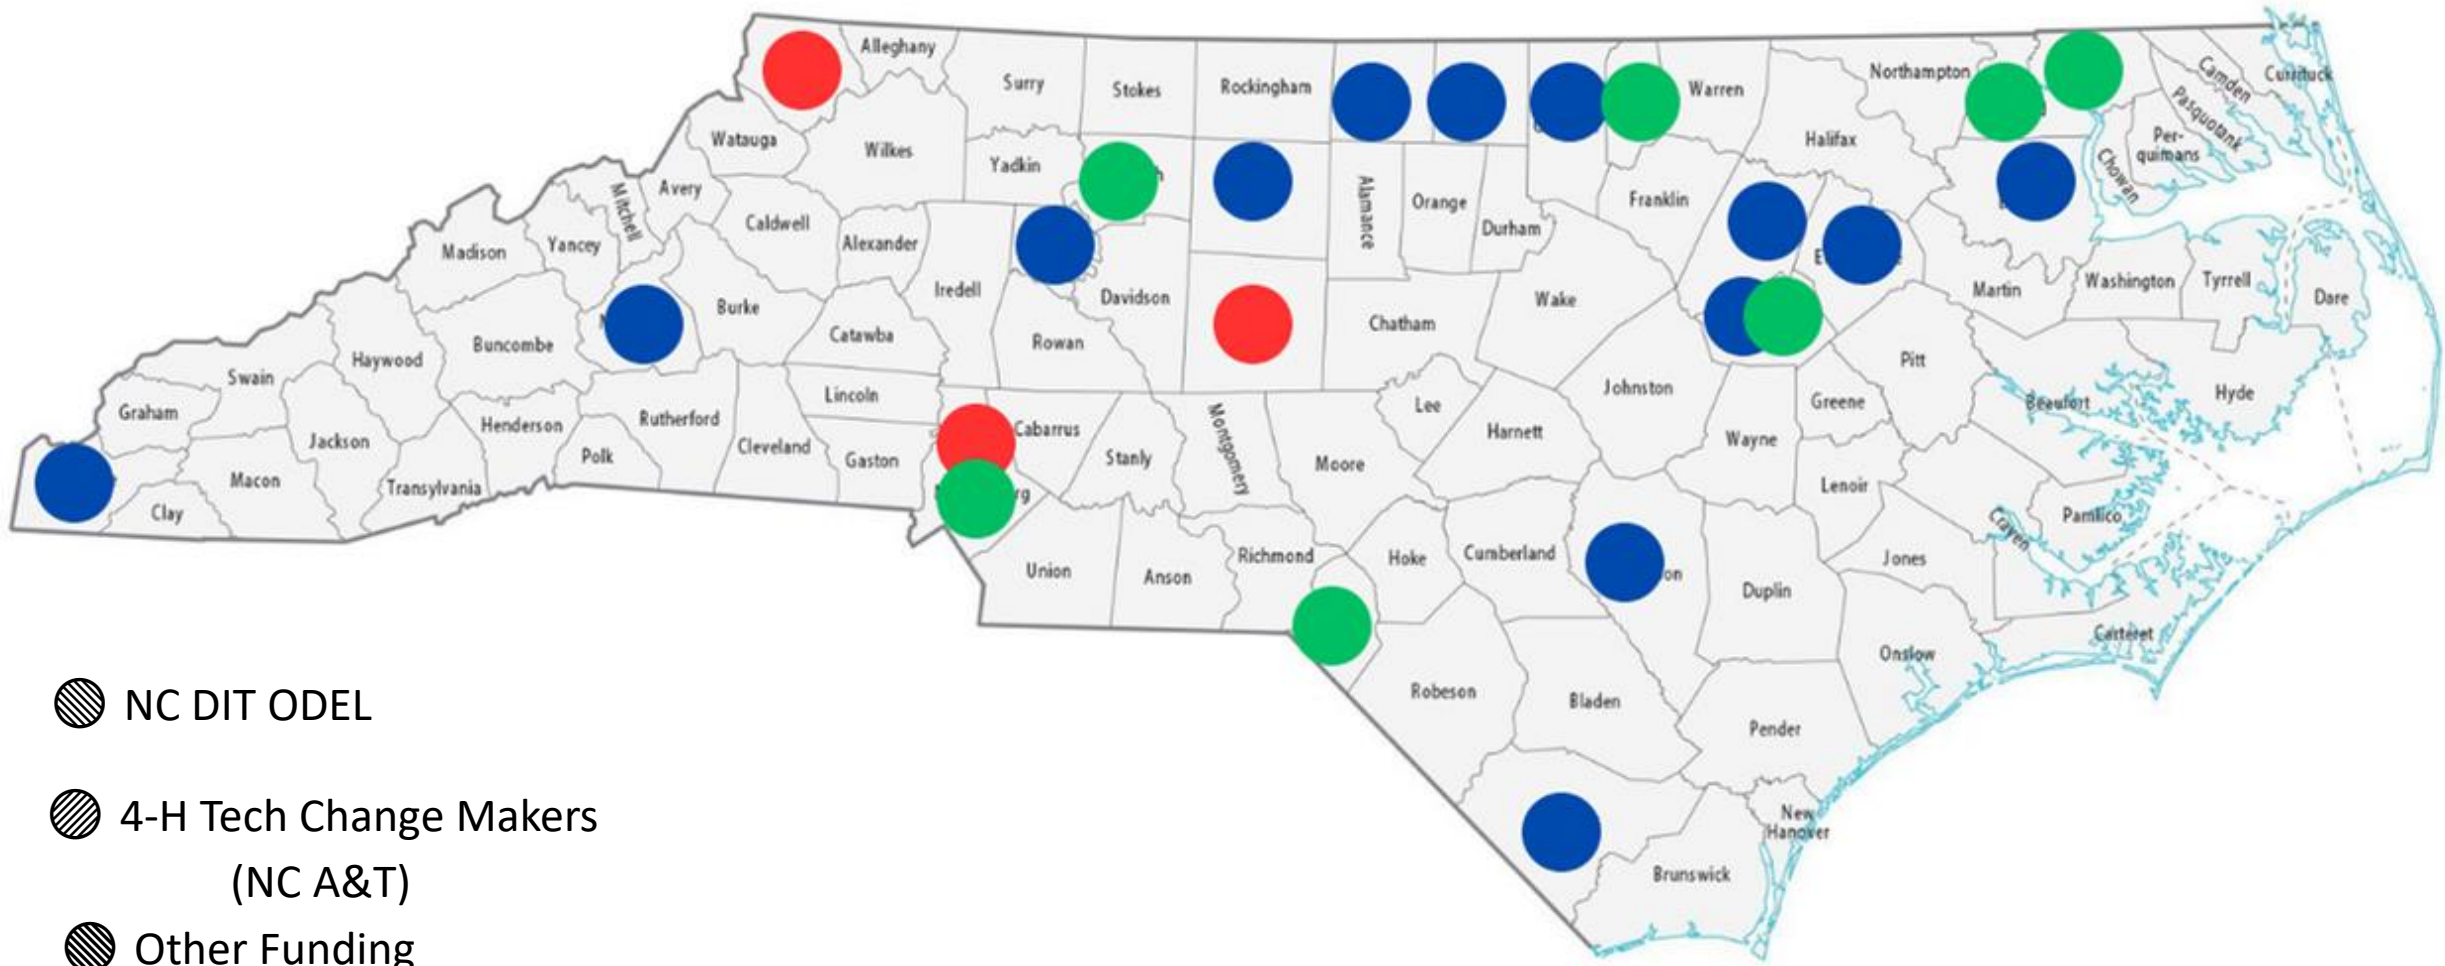 Alleghany
Surry
Stokes
Rockingham
Warren
Northampton
Camden
Currituck
Pasquotank
Per-
quimans
Chowan
Halifax
Watauga
Wilkes
Yadkin
h
Alamance
Orange
Durham
Franklin
Mitchell
Avery
Caldwell
Alexander
Madison
Yancey
Iredell
Davidson
Wake
E
Martin
Washington
Tyrrell
Dare
Burke
Catawba
Rowan
Chatham
Buncombe
Haywood
Swain
Graham
Johnston
Pitt
Hyde
Beaufort
Greene
Lincoln
Lee
Harnett
Wayne
Rutherford
Henderson
Jackson
Macon
Polk
Cleveland
Gaston
Cabarrus
Stanly
Montgomery
Moore
Transylvania
Clay
rg
Lenoir
Craven
Pamlico
Jones
Union
Anson
Richmond
Hoke
Cumberland
on
Duplin
Carteret
Onslow
Robeson
Bladen
Pender
New
Hanover
Brunswick
NC DIT ODEL
4-H Tech Change Makers
(NC A&T)
Other Funding